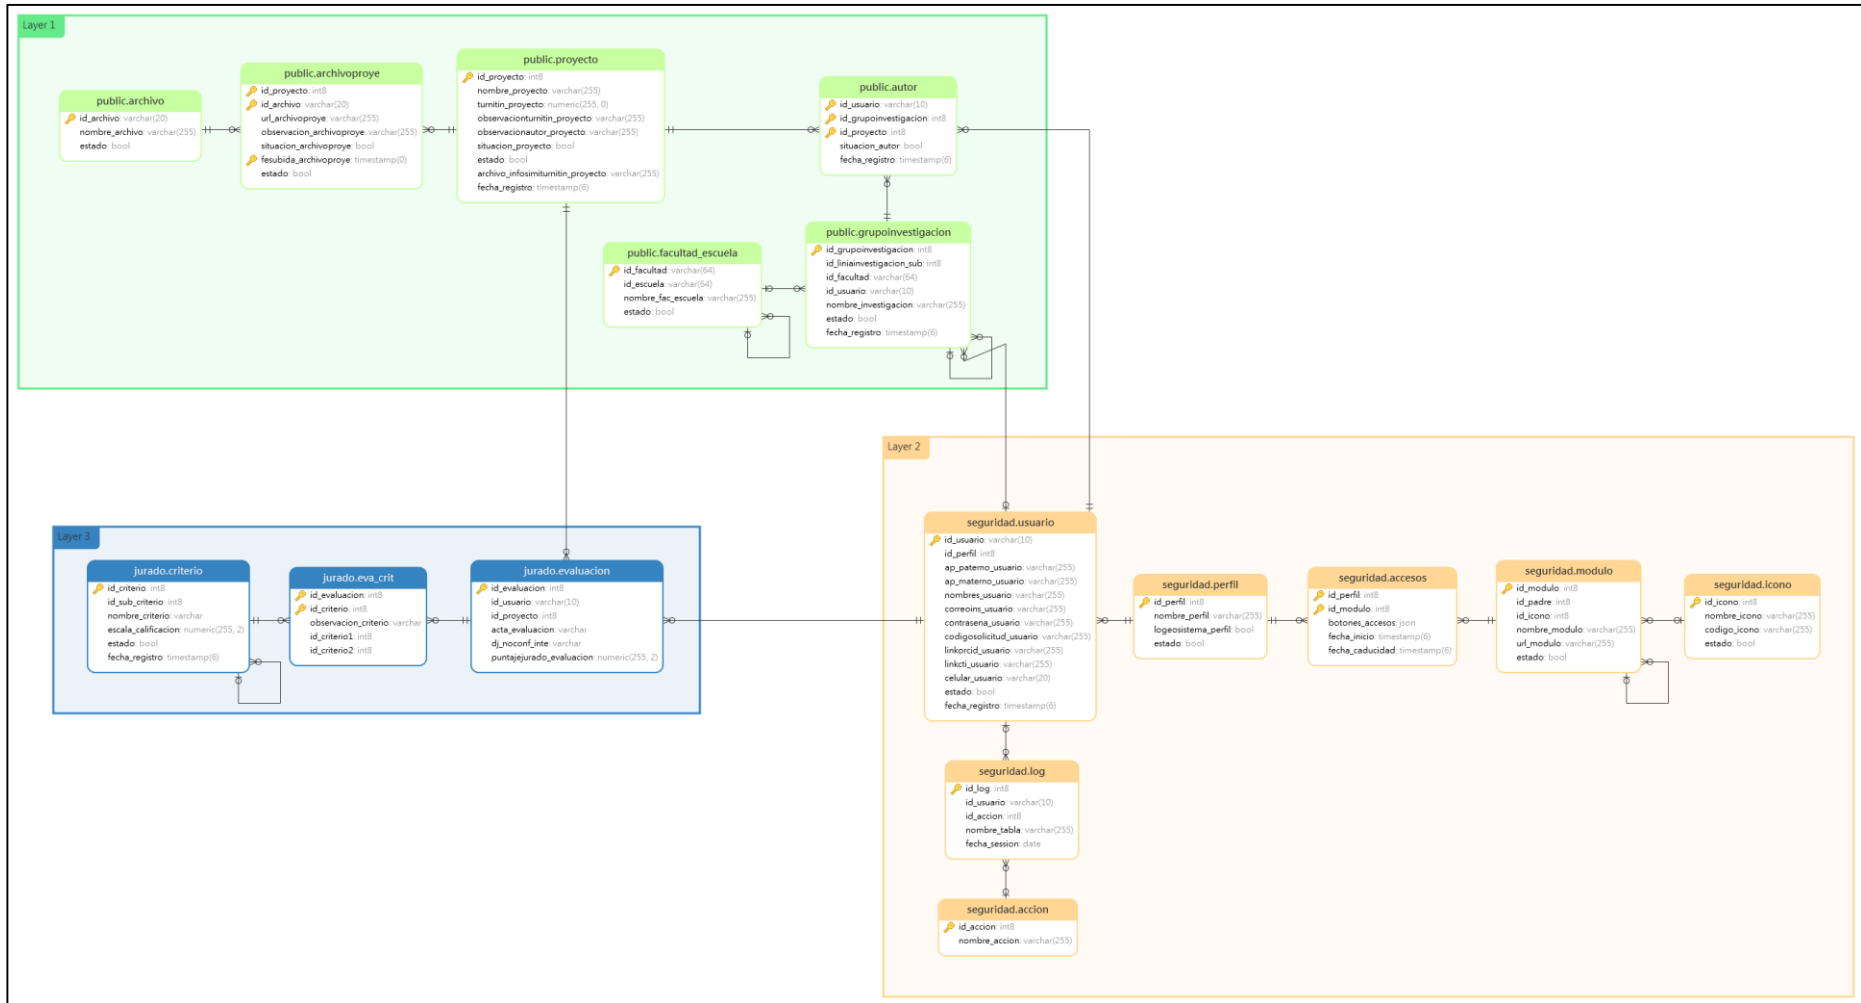 Layer 1
public.archivo
id_archivo: varchar(20)
nombre_archivo: varchar(255)
estado: bool
public.archivoproye
id_proyecto: int8
id_archivo: varchar(20)
url_archivoproye: varchar(255)
observacion_archivoproye: varchar(255)
situacion_archivoproye: bool
fesubida_archivoproye: timestamp(0)
estado: bool
public.proyecto
id_proyecto: int8
nombre_proyecto: varchar(255)
turnitin_proyecto: numeric(255, 0)
observacionturnitin_proyecto: varchar(255)
observacionautor_proyecto: varchar(255)
situacion_proyecto: bool
estado: bool
archivo_infosimiturnitin_proyecto: varchar(255)
fecha_registro: timestamp(6)
public.autor
id_usuario: varchar(10)
id_grupoinvestigacion: int8
id_proyecto: int8
situacion_autor: bool
fecha_registro: timestamp(6)
public.facultad_escuela
id_facultad: varchar(64)
id_escuela: varchar(64)
nombre_fac_escuela: varchar(255)
estado: bool
public.grupoinvestigacion
id_grupoinvestigacion: int8
id_liniainvestigacion_sub: int8
id_facultad: varchar(64)
id_usuario: varchar(10)
nombre_investigacion: varchar(255)
estado: bool
fecha_registro: timestamp(6)
Layer 2
seguridad.usuario
id_usuario: varchar(10)
id_perfil: int8
ap_paterno_usuario: varchar(255)
ap_materno_usuario: varchar(255)
nombres_usuario: varchar(255)
correoins_usuario: varchar(255)
contrasena_usuario: varchar(255)
codigosolicitud_usuario: varchar(255)
linkorcid_usuario: varchar(255)
linkcti_usuario: varchar(255)
celular_usuario: varchar(20)
estado: bool
fecha_registro: timestamp(6)
seguridad.perfil
id_perfil: int8
nombre_perfil: varchar(255)
logeosistema_perfil: bool
estado: bool
seguridad.accesos
id_perfil: int8
id_modulo: int8
botones_accesos: json
fecha_inicio: timestamp(6)
fecha_caducidad: timestamp(6)
seguridad.modulo
id_modulo: int8
id_padre: int8
id_icono: int8
nombre_modulo: varchar(255)
url_modulo: varchar(255)
estado: bool
seguridad.icono
id_icono: int8
nombre_icono: varchar(255)
codigo_icono: varchar(255)
estado: bool
seguridad.log
id_log: int8
id_usuario: varchar(10)
id_accion: int8
nombre_tabla: varchar(255)
fecha_session: date
seguridad.accion
id_accion: int8
nombre_accion: varchar(255)
Layer 3
jurado.criterio
id_criterio: int8
id_sub_criterio: int8
nombre_criterio: varchar
escala_calificacion: numeric(255, 2)
estado: bool
fecha_registro: timestamp(6)
jurado.eva_crit
id_evaluacion: int8
id_criterio: int8
observacion_criterio: varchar
id_criterio1: int8
id_criterio2: int8
jurado.evaluacion
id_evaluacion: int8
id_usuario: varchar(10)
id_proyecto: int8
acta_evaluacion: varchar
dj_noconf_inte: varchar
puntajejurado_evaluacion: numeric(255, 2)